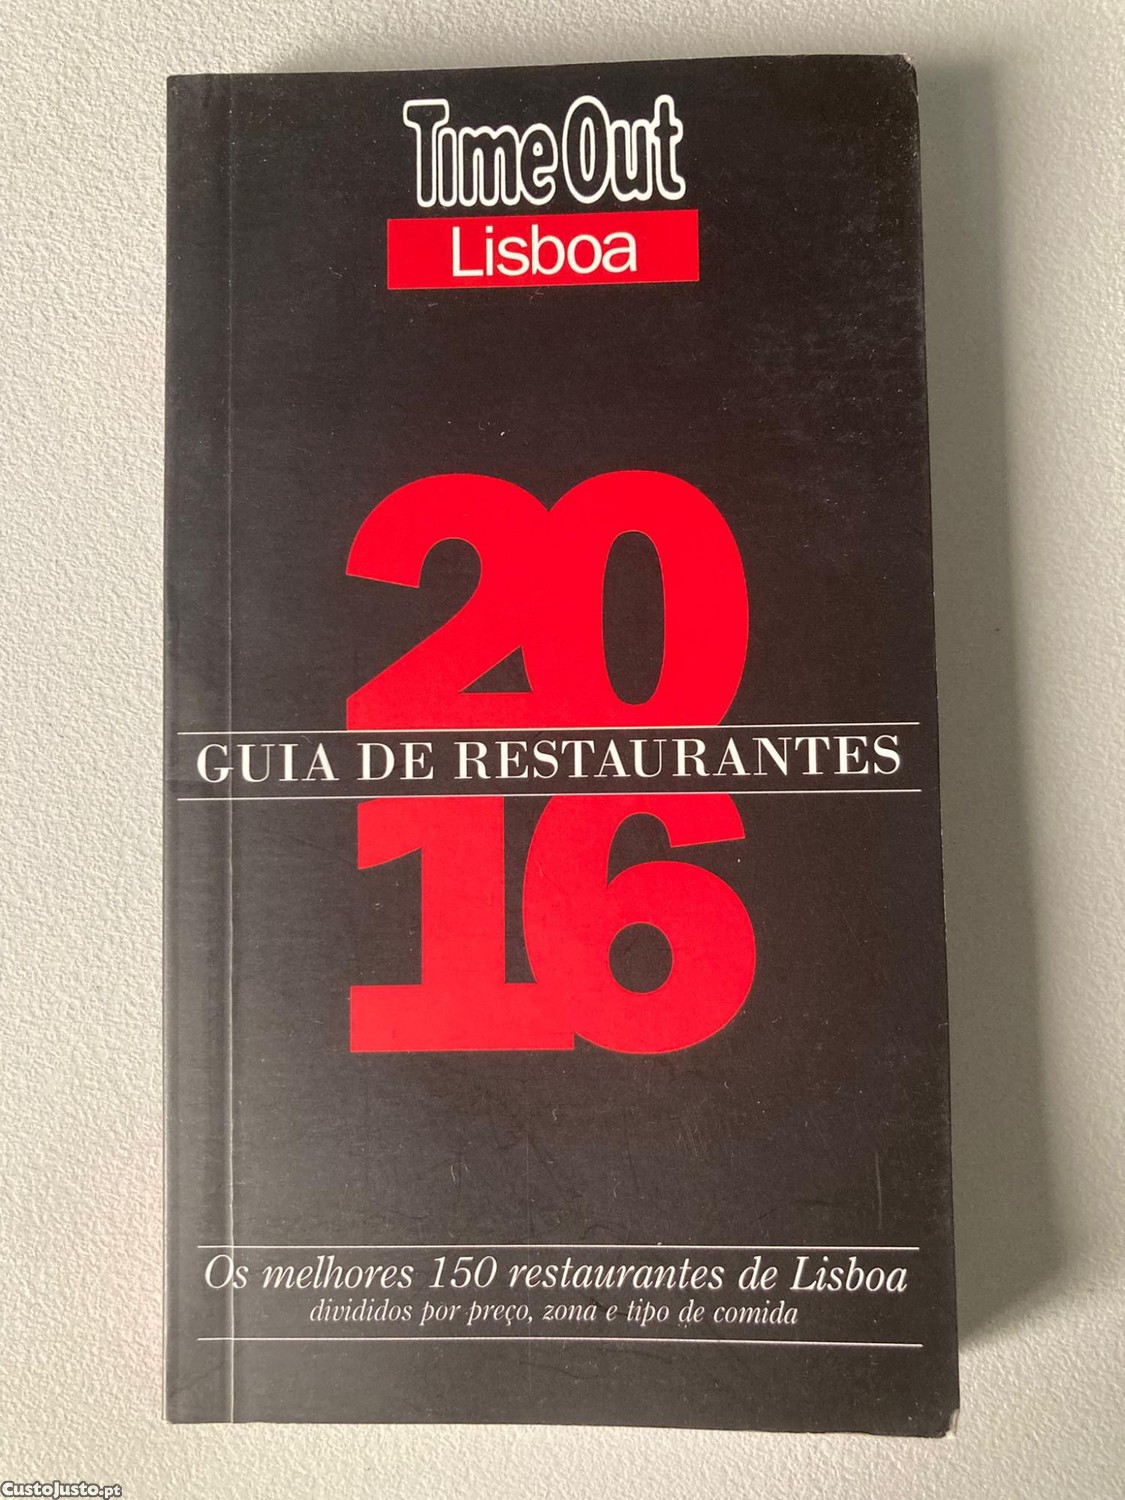 Time Out
Lisboa
20
GUIA DE RESTAURANTES
16
Os melhores 150 restaurantes de Lisboa
divididos por preço, zona e tipo de comida
CustoJusto.pt